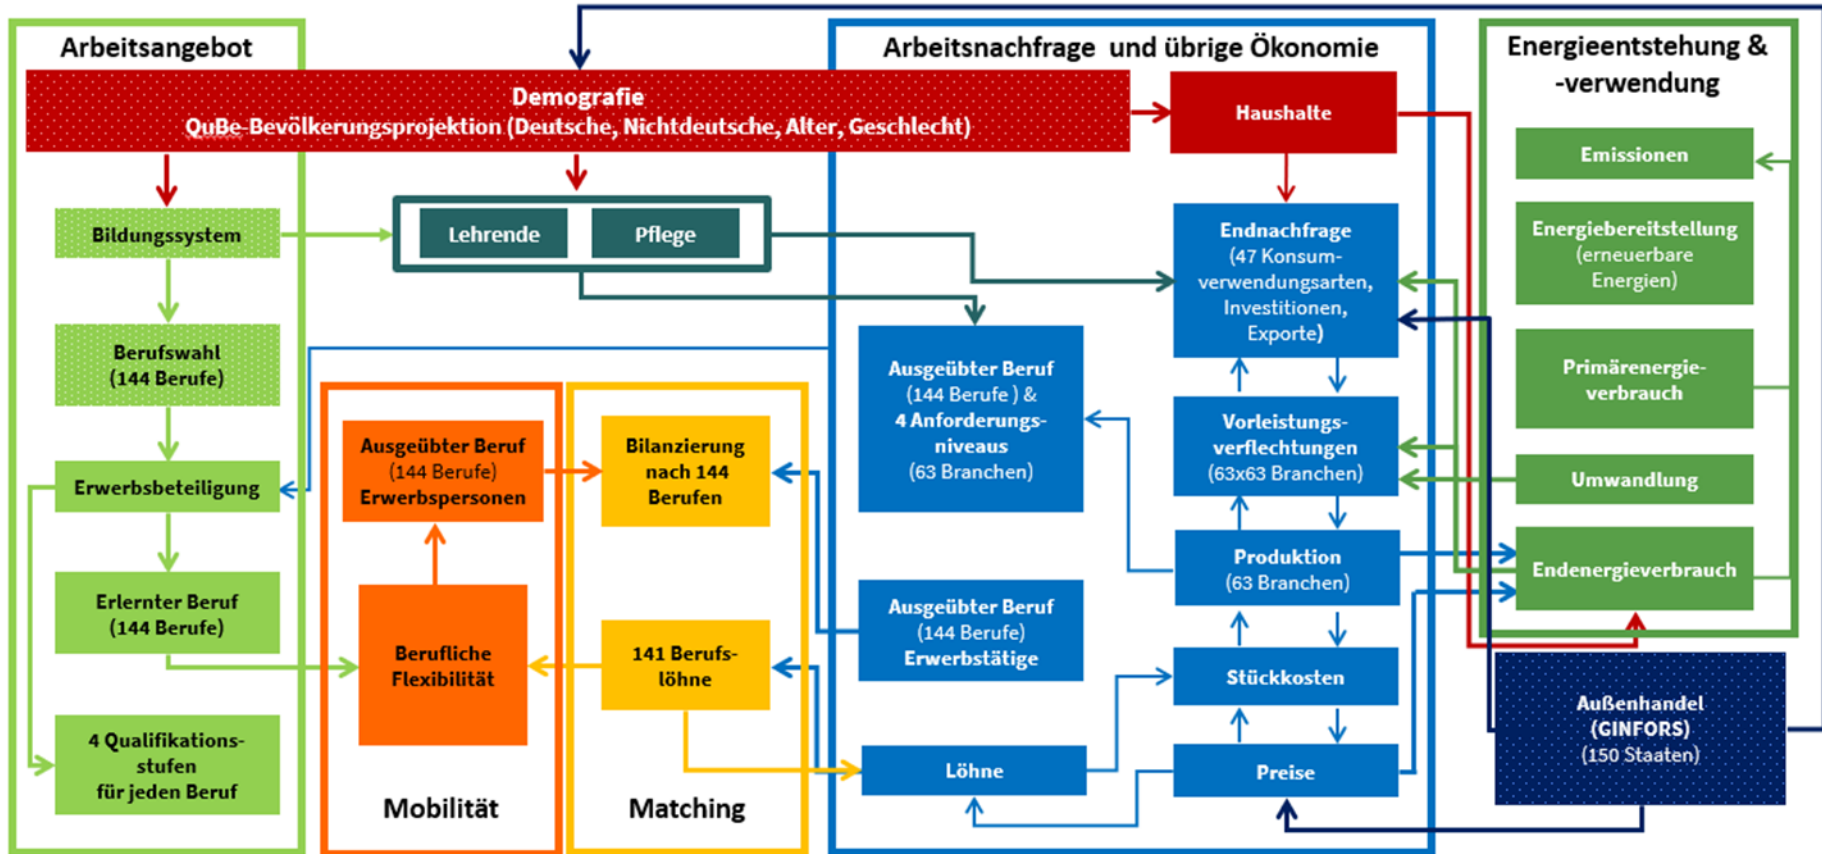 Arbeitsangebot
Arbeitsnachfrage und übrige Ökonomie
Energieentstehung &
-verwendung
Demografie
QuBe-Bevölkerungsprojektion (Deutsche, Nichtdeutsche, Alter, Geschlecht)
Haushalte
Bildungssystem
Berufswahl
(144 Berufe)
Erwerbsbeteiligung
Erlernter Beruf
(144 Berufe)
4 Qualifikations-
stufen
für jeden Beruf
Lehrende
Pflege
Ausgeübter Beruf
(144 Berufe)
Erwerbspersonen
Berufliche
Flexibilität
Mobilität
Bilanzierung
nach 144
Berufen
141 Berufs-
löhne
Matching
Ausgeübter Beruf
(144 Berufe ) &
4 Anforderungs-
niveaus
(63 Branchen)
Ausgeübter Beruf
(144 Berufe)
Erwerbstätige
Löhne
Endnachfrage
(47 Konsum-
verwendungsarten,
Investitionen,
Exporte)
Vorleistungs-
verflechtungen
(63x63 Branchen)
Produktion
(63 Branchen)
Stückkosten
Preise
Emissionen
Energiebereitstellung
(erneuerbare
Energien)
Primärenergie-
verbrauch
Umwandlung
Endenergieverbrauch
Außenhandel
(GINFORS)
(150 Staaten)